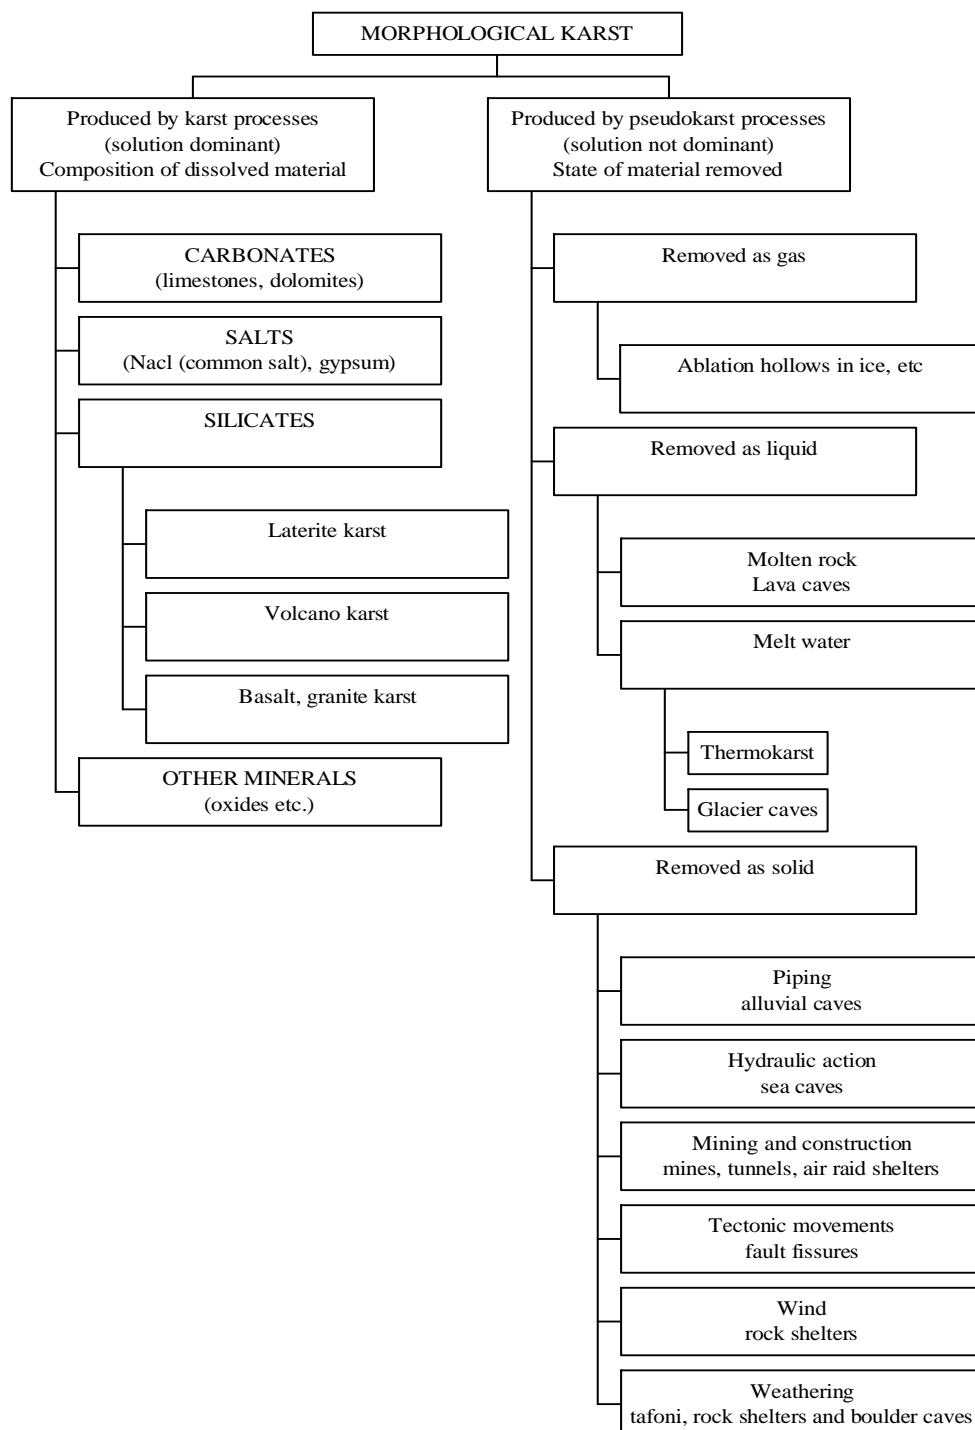 MORPHOLOGICAL KARST
Produced by karst processes
(solution dominant)
Composition of dissolved material
CARBONATES
(limestones, dolomites)
SALTS
(Nacl (common salt), gypsum)
SILICATES
Laterite karst
Volcano karst
Basalt, granite karst
OTHER MINERALS
(oxides etc.)
Produced by pseudokarst processes
(solution not dominant)
State of material removed
Removed as gas
Ablation hollows in ice, etc
Removed as liquid
Molten rock
Lava caves
Melt water
Thermokarst
Glacier caves
Removed as solid
Piping
alluvial caves
Hydraulic action
sea caves
Mining and construction
mines, tunnels, air raid shelters
Tectonic movements
fault fissures
Wind
rock shelters
Weathering
tafoni, rock shelters and boulder caves